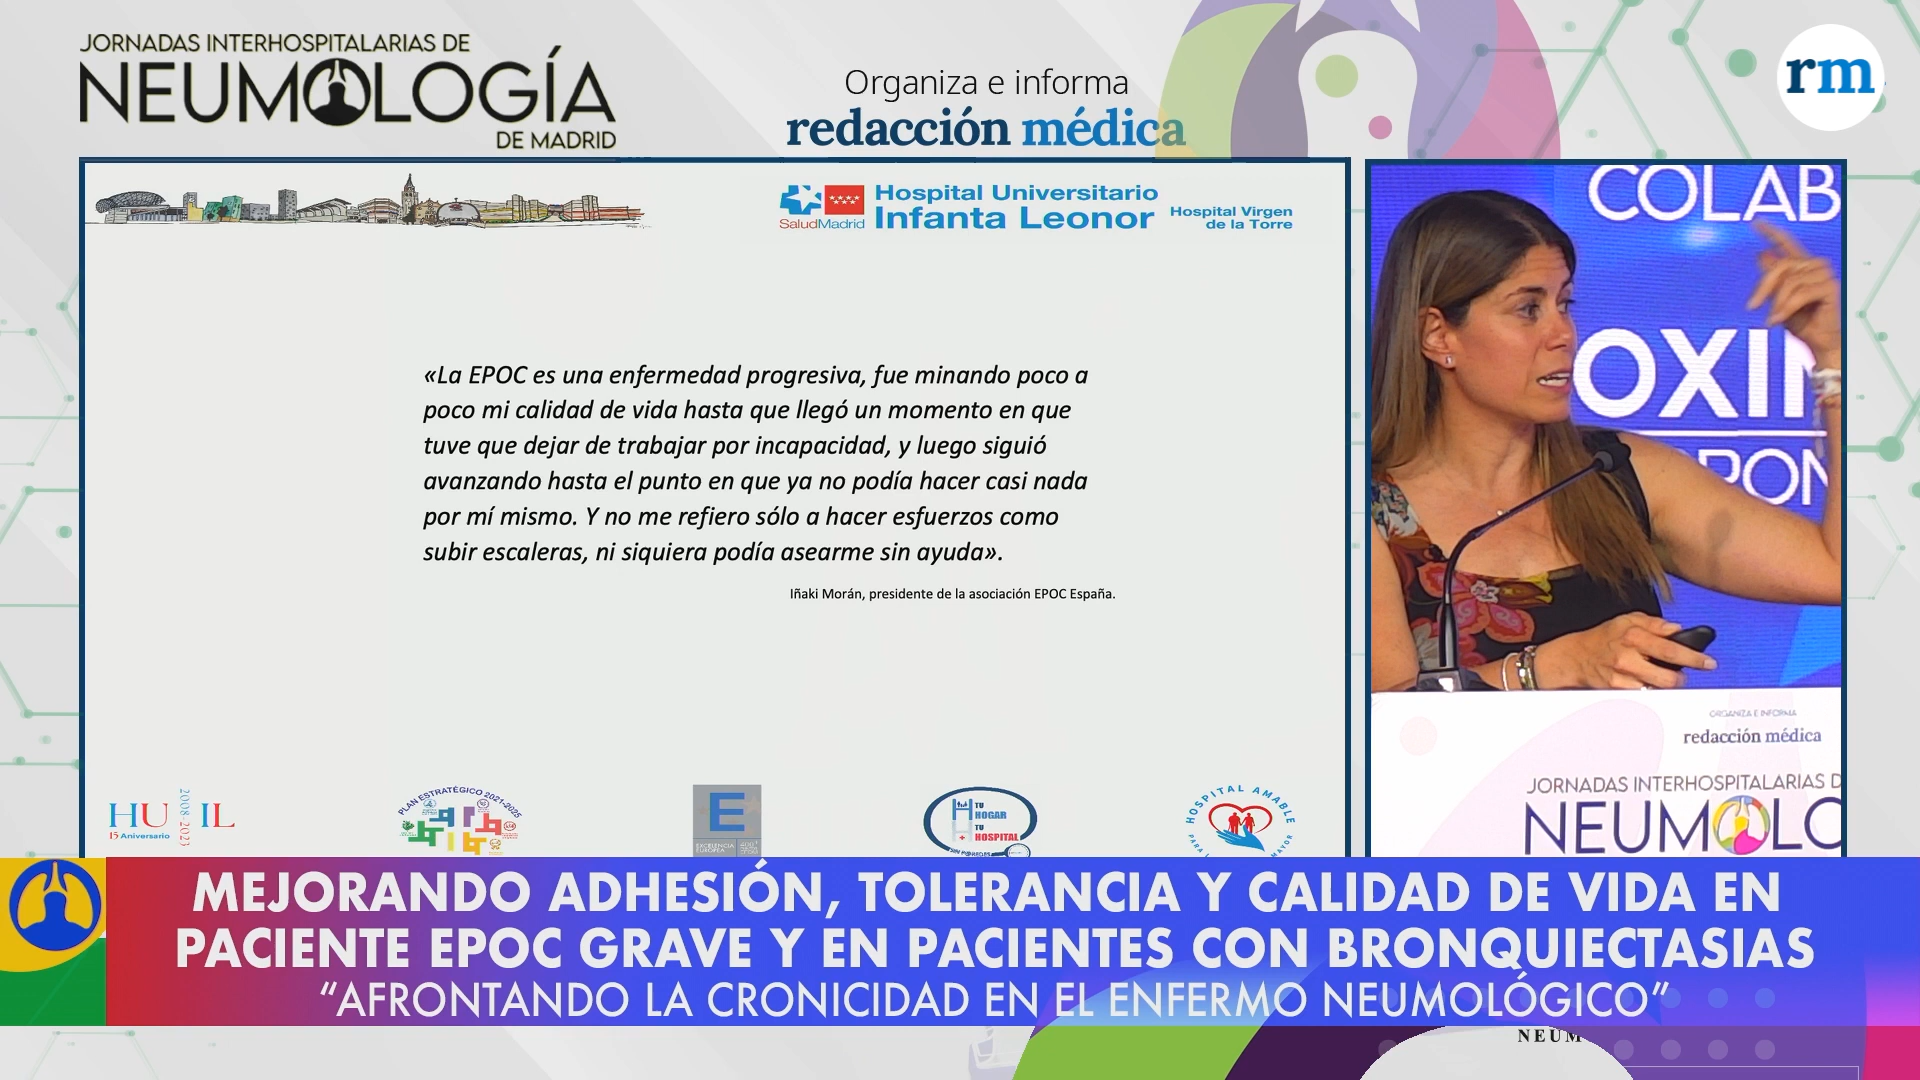 JORNADAS INTERHOSPITALARIAS DE
NEUMOLOGÍA
DE MADRID
Organiza e informa
redacción médica
rm
SaludMadrid
Hospital Universitario
Infanta Leonor
Hospital Virgen
de la Torre
«La EPOC es una enfermedad progresiva, fue minando poco a
poco mi calidad de vida hasta que llegó un momento en que
tuve que dejar de trabajar por incapacidad, y luego siguió
avanzando hasta el punto en que ya no podía hacer casi nada
por mí mismo. Y no me refiero sólo a hacer esfuerzos como
subir escaleras, ni siquiera podía asearme sin ayuda».
Iñaki Morán, presidente de la asociación EPOC España.
COLAB
OXI
PON
ORGANIZA E INFORMA
redacción médica
JORNADAS INTERHOSPITALARIAS D
NEUMOLO
HU IL
2008-2023
15 Aniversario
PLAN ESTRATÉGICO 2021-2025
E
EXCELENCIA
EUROPEA
400+
TU
HOGAR
TU
HOSPITAL
HOSPITAL AMABLE
MEJORANDO ADHESIÓN, TOLERANCIA Y CALIDAD DE VIDA EN
PACIENTE EPOC GRAVE Y EN PACIENTES CON BRONQUIECTASIAS
“AFRONTANDO LA CRONICIDAD EN EL ENFERMO NEUMOLÓGICO”
NEUM